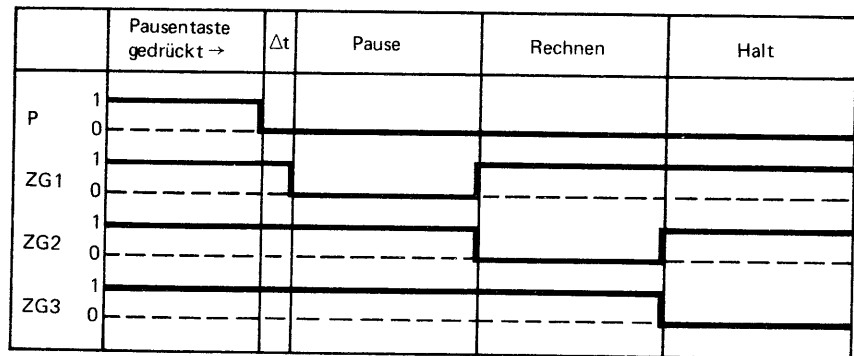 Pausentaste
gedrückt → Δt Pause Rechnen Halt
P 1
0
ZG1 1
0
ZG2 1
0
ZG3 1
0